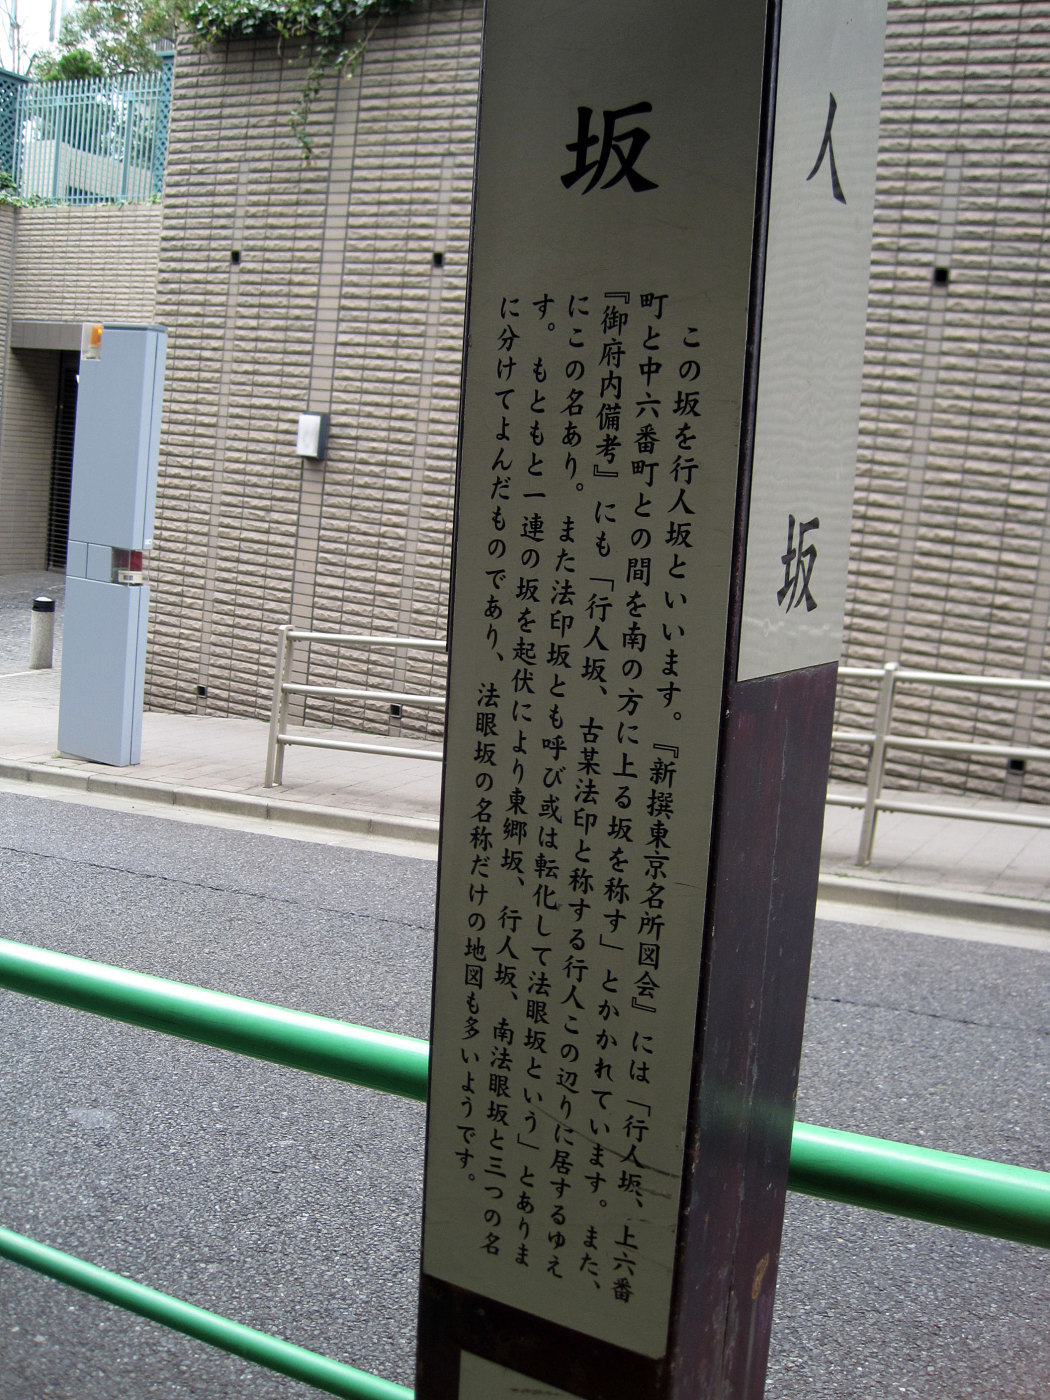 坂
この坂を行人坂といいます。『新撰東京名所図会』には「行人坂、上六番
町と中六番町との間を南の方に上る坂を称す」とかかれています。また、
『御府内備考』にも「行人坂、古某法印と称する行人この辺りに居するゆえ
にこの名あり。また法印坂とも呼び或は転化して法眼坂という」とありま
す。もともと一連の坂を起伏により東郷坂、行人坂、南法眼坂と三つの名
に分けてよんだものであり、法眼坂の名称だけの地図も多いようです。
人
坂